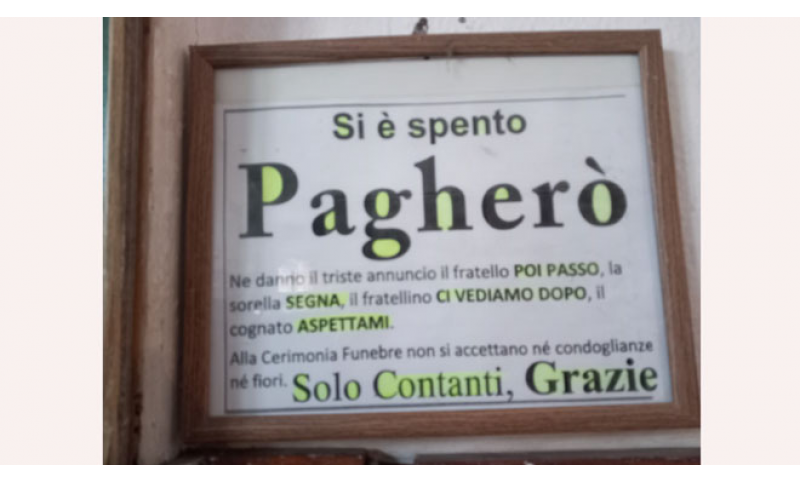 Si è spento
Pagherò
Ne danno il triste annuncio il fratello POI PASSO, la
sorella SEGNA, il fratellino CI VEDIAMO DOPO, il
cognato ASPETTAMI.
Alla Cerimonia Funebre non si accettano né condoglianze
né fiori. Solo Contanti, Grazie